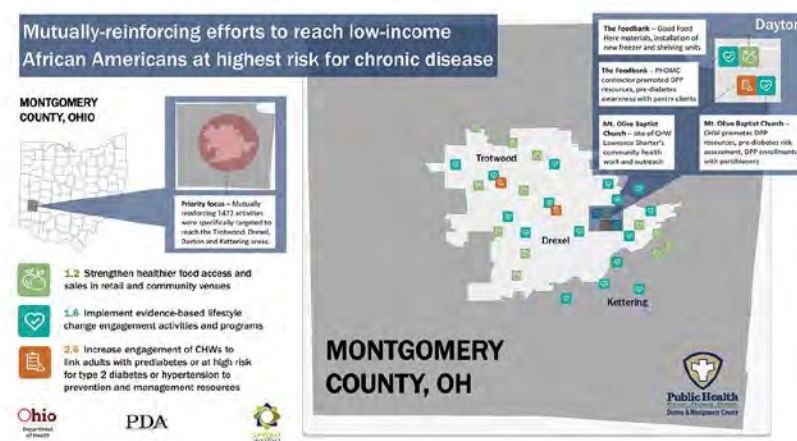 Mutually-reinforcing efforts to reach low-income
African Americans at highest risk for chronic disease
MONTGOMERY
COUNTY, OHIO
Priority focus – Mutually
reinforcing 1422 activities
were specifically targeted to
reach the Trotwood, Drexel,
Dayton and Kettering areas.
1.2 Strengthen healthier food access and
sales in retail and community venues
1.6 Implement evidence-based lifestyle
change engagement activities and programs
2.6 Increase engagement of CHWs to
link adults with prediabetes or at high risk
for type 2 diabetes or hypertension to
prevention and management resources
Ohio
Department
of Health
PDA
Dayton
The Foodbank – Good Food
Here materials, installation of
new freezer and shelving units
The Foodbank – PHDMC
contractor promoted DPP
resources, pre-diabetes
awareness with pantry clients
Mt. Olive Baptist
Church – site of CHW
Lawrence Sharter's
community health
work and outreach
Mt. Olive Baptist Church –
CHW promotes DPP
resources, pre-diabetes risk
assessment, DPP enrollments
with parishioners
Trotwood
Drexel
Kettering
MONTGOMERY
COUNTY, OH
Public Health
Dayton & Montgomery County